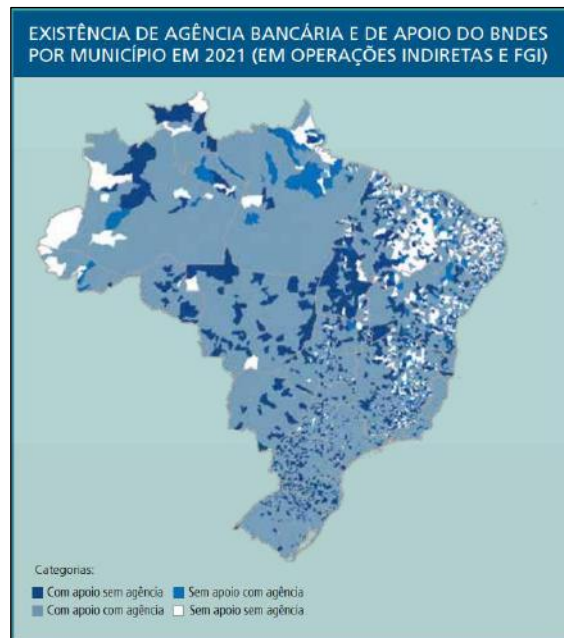 EXISTÊNCIA DE AGÊNCIA BANCÁRIA E DE APOIO DO BNDES
POR MUNICÍPIO EM 2021 (EM OPERAÇÕES INDIRETAS E FGI)
Categorias:
Com apoio sem agência Sem apoio com agência
Com apoio com agência Sem apoio sem agência